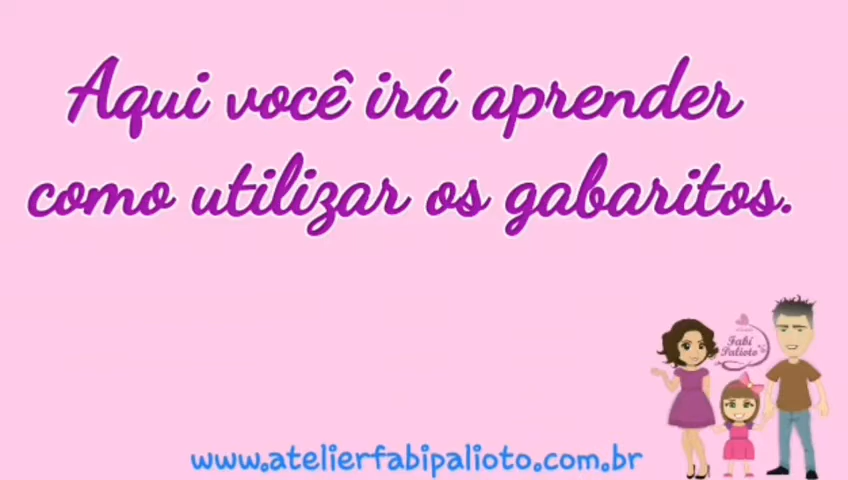 Aqui você irá aprender
como utilizar os gabaritos.
Fabi
Palioto
www.atelierfabipalioto.com.br